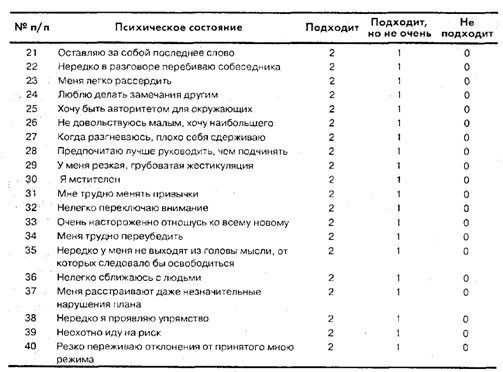 № п/п Психическое состояние Подходит Подходит, но не очень Не подходит
21 Оставляю за собой последнее слово 2 1 0
22 Нередко в разговоре перебиваю собеседника 2 1 0
23 Меня легко рассердить 2 1 0
24 Люблю делать замечания другим 2 1 0
25 Хочу быть авторитетом для окружающих 2 1 0
26 Не довольствуюсь малым, хочу наибольшего 2 1 0
27 Когда разгневаюсь, плохо себя сдерживаю 2 1 0
28 Предпочитаю лучше руководить, чем подчинять 2 1 0
29 У меня резкая, грубоватая жестикуляция 2 1 0
30 Я мстителен 2 1 0
31 Мне трудно менять привычки 2 1 0
32 Нелегко переключаю внимание 2 1 0
33 Очень настороженно отношусь ко всему новому 2 1 0
34 Меня трудно переубедить 2 1 0
35 Нередко у меня не выходят из головы мысли, от 2 1 0
которых следовало бы освободиться
36 Нелегко сближаюсь с людьми 2 1 0
37 Меня расстраивают даже незначительные 2 1 0
нарушения плана
38 Нередко я проявляю упрямство 2 1 0
39 Неохотно иду на риск 2 1 0
40 Резко переживаю отклонения от принятого мною 2 1 0
режима